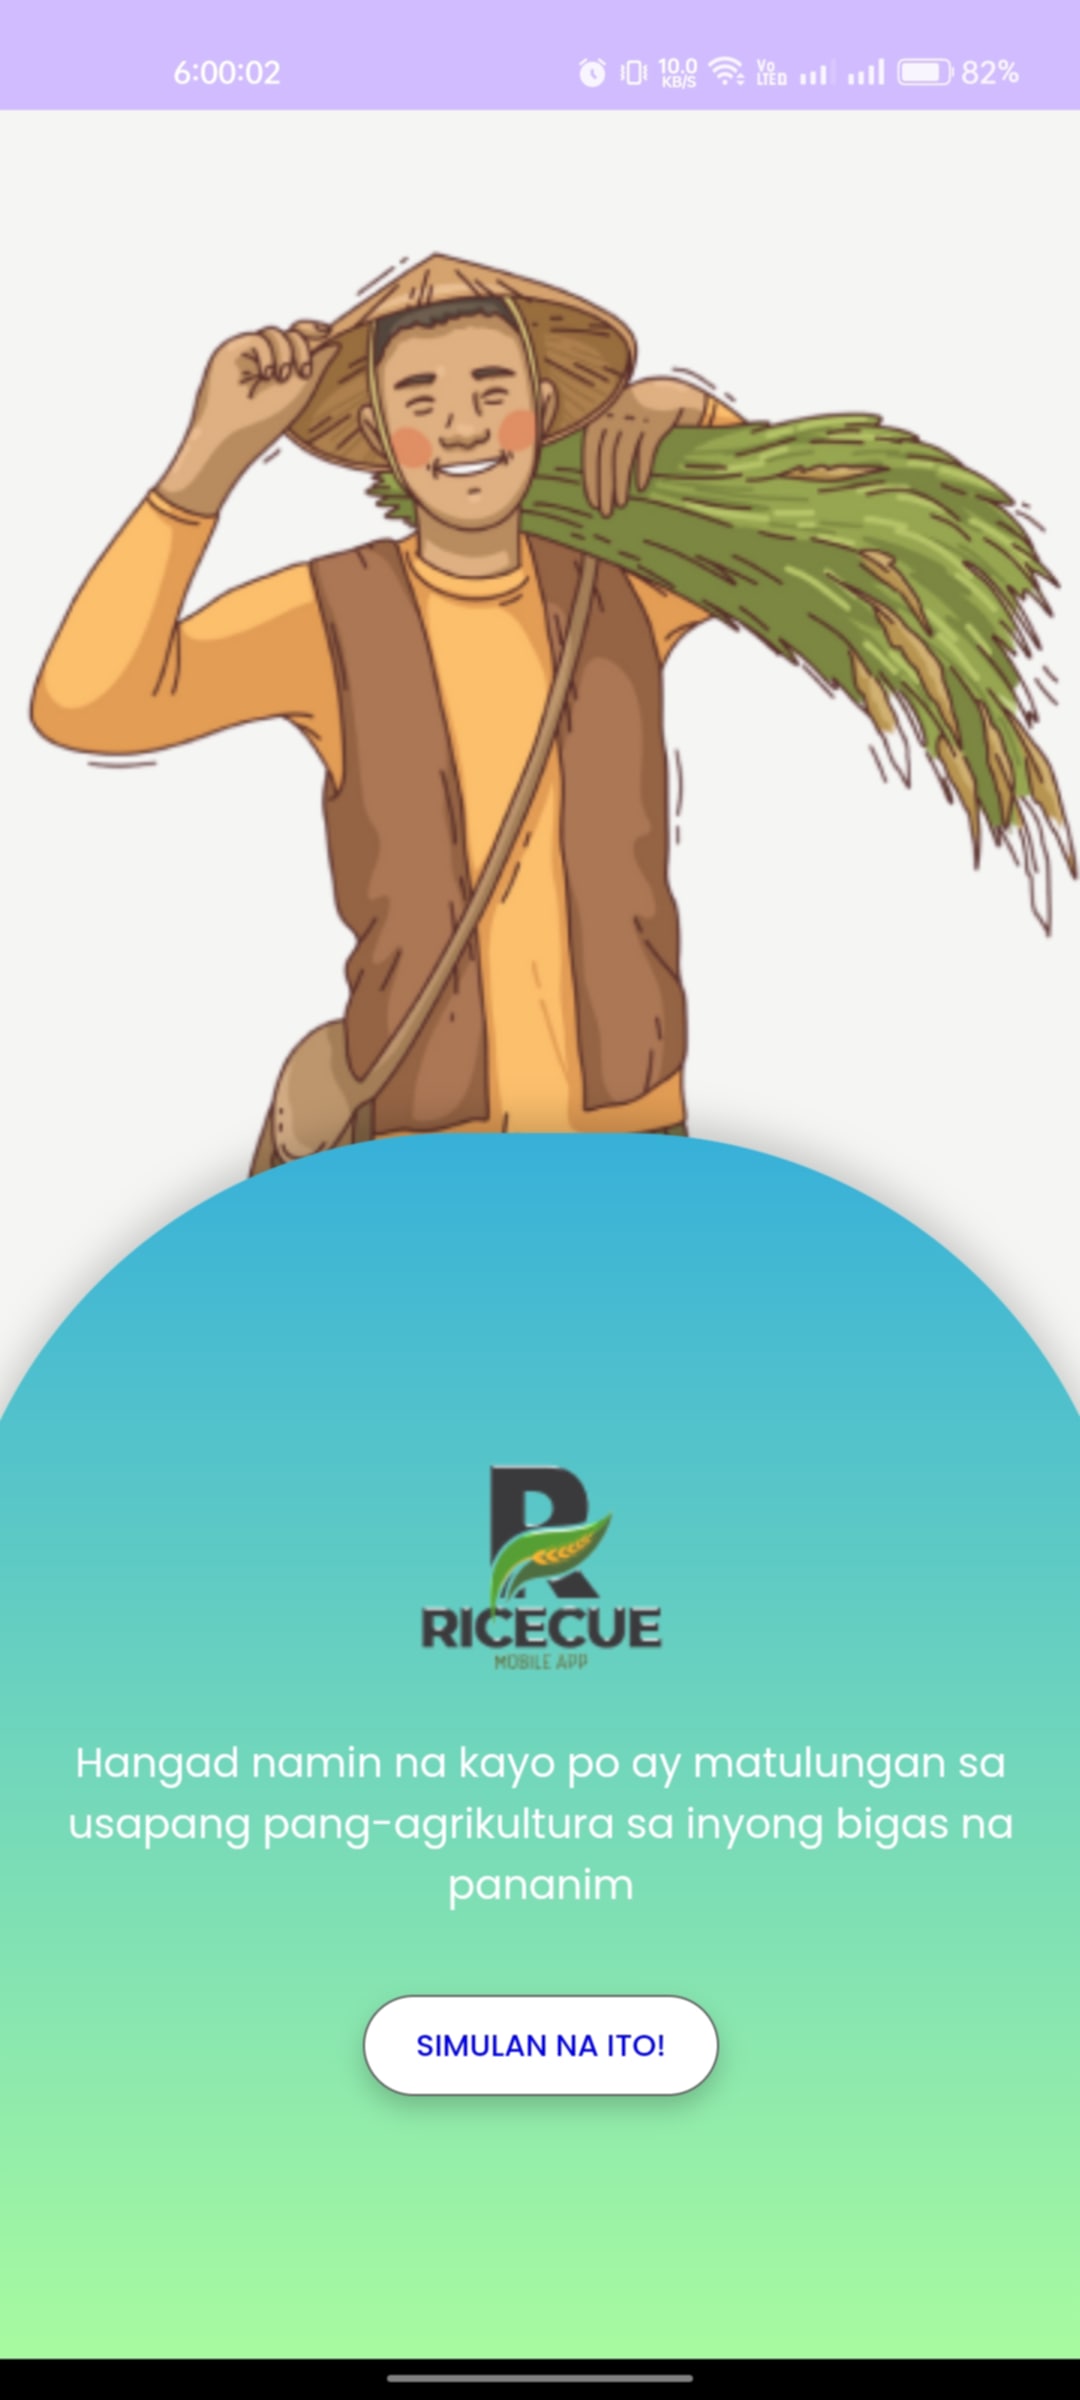 6:00:02
10.0
KB/S
Vo
LTE D
82%
R
RICECUE
MOBILE APP
Hangad namin na kayo po ay matulungan sa
usapang pang-agrikultura sa inyong bigas na
pananim
SIMULAN NA ITO!